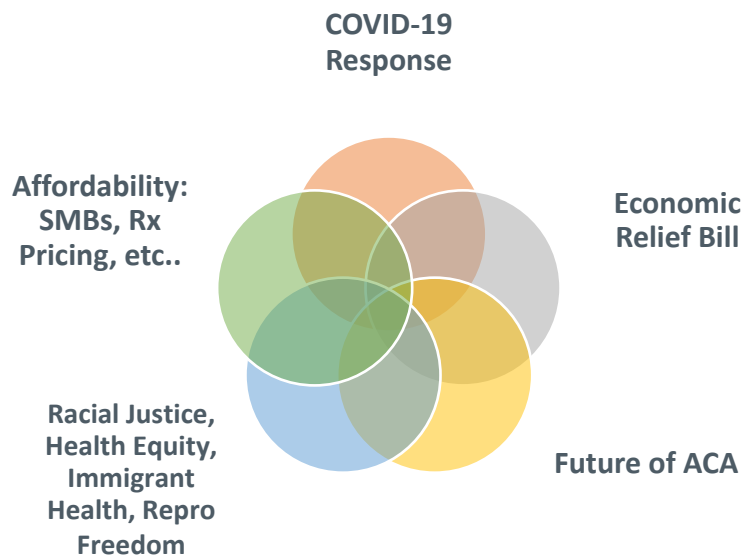 COVID-19
Response
Affordability:
SMBs, Rx
Pricing, etc..
Economic
Relief Bill
Racial Justice,
Health Equity,
Immigrant
Health, Repro
Freedom
Future of ACA